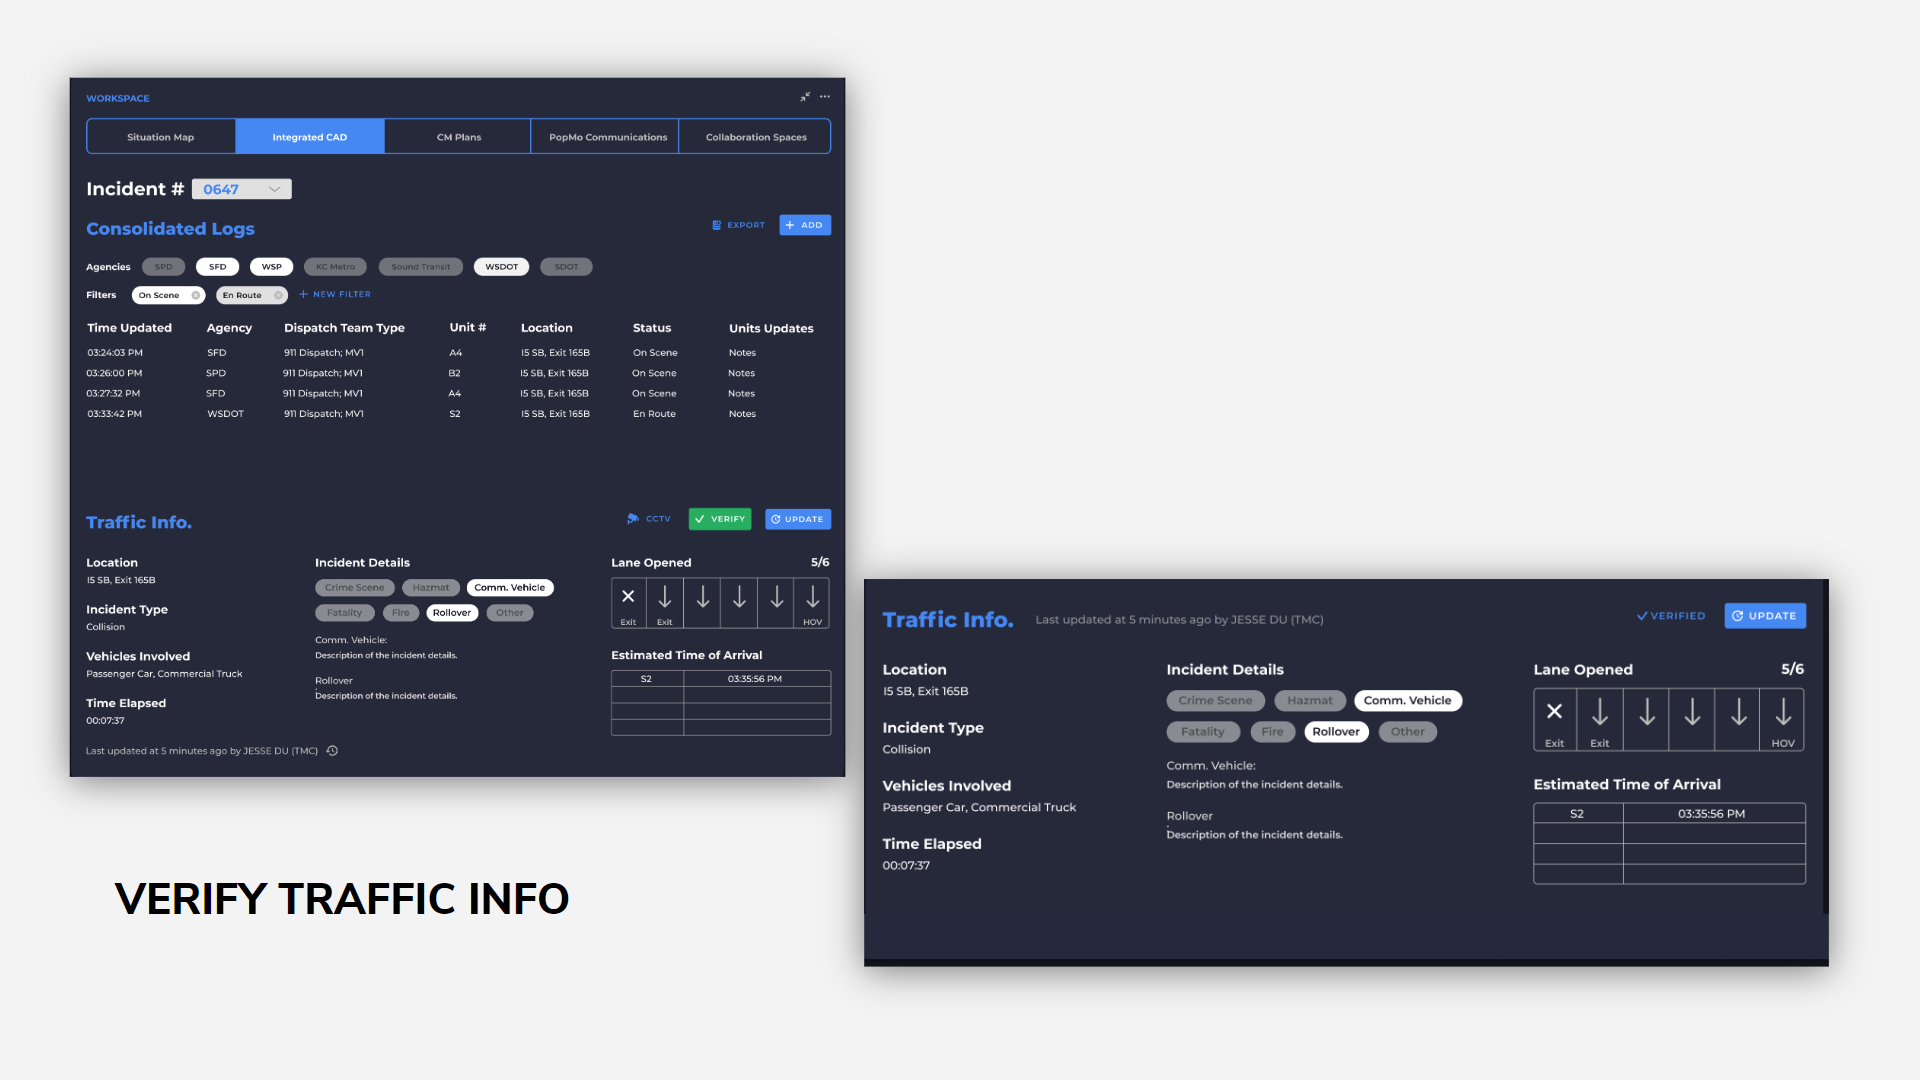 WORKSPACE
Situation Map Integrated CAD CM Plans PopMo Communications Collaboration Spaces
Incident # 0647
Consolidated Logs EXPORT + ADD
Agencies SPD SFD WSP KC Metro Sound Transit WSDOT SDOT
Filters On Scene En Route + NEW FILTER
Time Updated Agency Dispatch Team Type Unit # Location Status Units Updates
03:24:03 PM SFD 911 Dispatch; MV1 A4 I5 SB, Exit 165B On Scene Notes
03:26:00 PM SPD 911 Dispatch; MV1 B2 I5 SB, Exit 165B On Scene Notes
03:27:32 PM SFD 911 Dispatch; MV1 A4 I5 SB, Exit 165B On Scene Notes
03:33:42 PM WSDOT 911 Dispatch; MV1 S2 I5 SB, Exit 165B En Route Notes
Traffic Info. CCTV VERIFY UPDATE
Location
I5 SB, Exit 165B
Incident Type
Collision
Vehicles Involved
Passenger Car, Commercial Truck
Time Elapsed
00:07:37
Last updated at 5 minutes ago by JESSE DU (TMC)
Incident Details
Crime Scene Hazmat Comm. Vehicle
Fatality Fire Rollover Other
Comm. Vehicle:
Description of the incident details.
Rollover
:
Description of the incident details.
Lane Opened 5/6
Exit Exit HOV
Estimated Time of Arrival
S2 03:35:56 PM
VERIFY TRAFFIC INFO
Traffic Info. Last updated at 5 minutes ago by JESSE DU (TMC) VERIFIED UPDATE
Location
I5 SB, Exit 165B
Incident Type
Collision
Vehicles Involved
Passenger Car, Commercial Truck
Time Elapsed
00:07:37
Incident Details
Crime Scene Hazmat Comm. Vehicle
Fatality Fire Rollover Other
Comm. Vehicle:
Description of the incident details.
Rollover
:
Description of the incident details.
Lane Opened 5/6
Exit Exit HOV
Estimated Time of Arrival
S2 03:35:56 PM